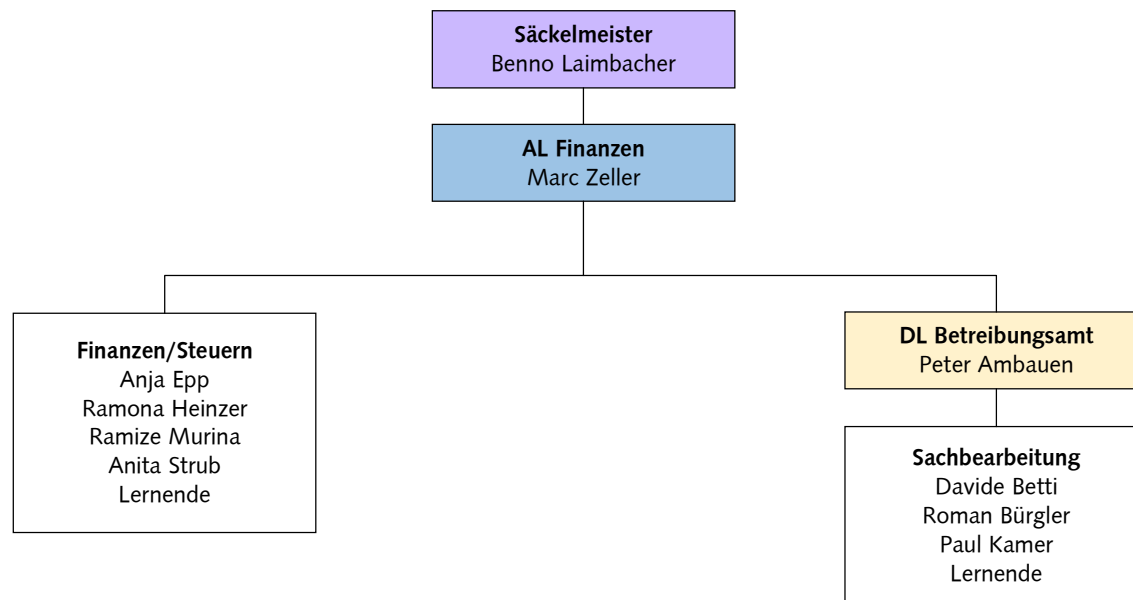 Säckelmeister
Benno Laimbacher
AL Finanzen
Marc Zeller
Finanzen/Steuern
Anja Epp
Ramona Heinzer
Ramize Murina
Anita Strub
Lernende
DL Betreibungsamt
Peter Ambauen
Sachbearbeitung
Davide Betti
Roman Bürgler
Paul Kamer
Lernende